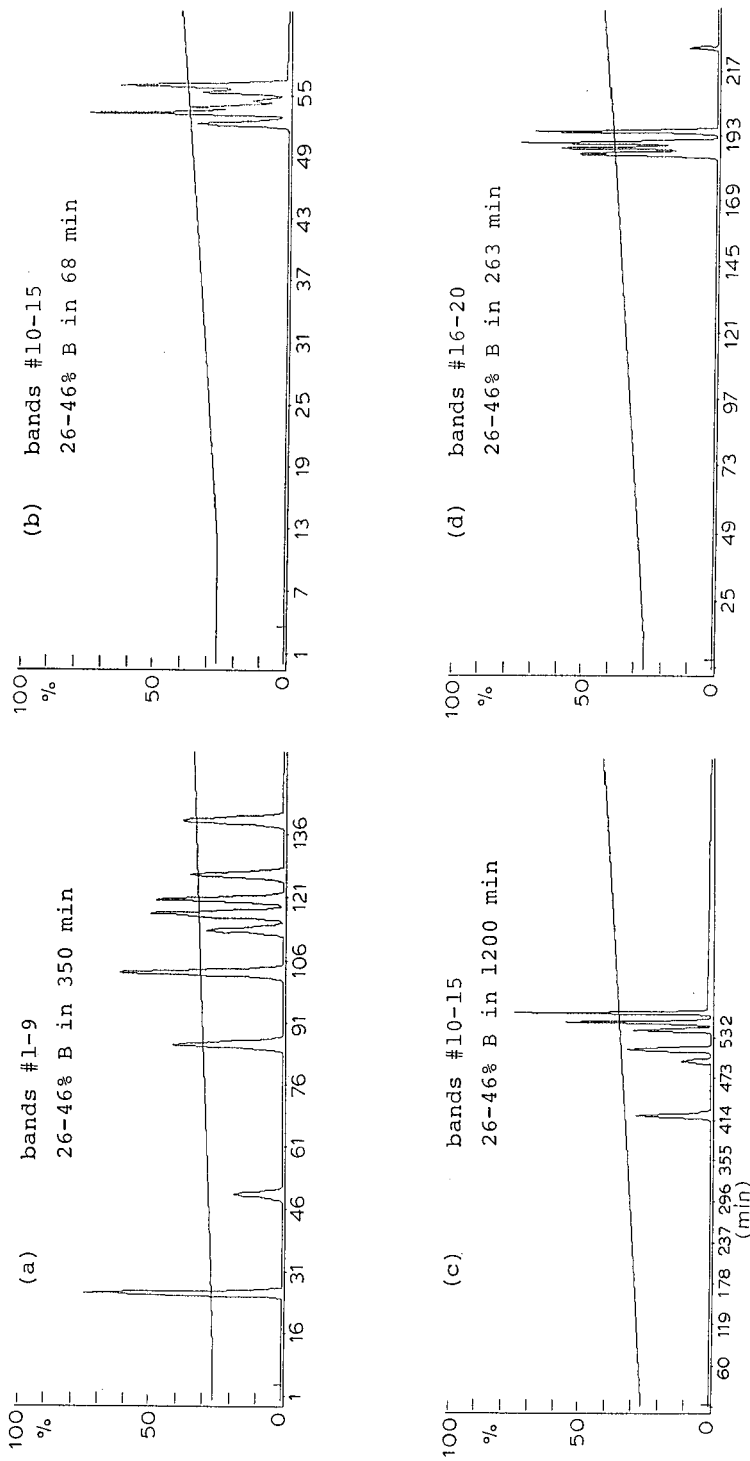 (a)
bands #1-9
26-46% B in 350 min
100
%
50
0
1 16 31 46 61 76 91 106 121 136
(b)
bands #10-15
26-46% B in 68 min
100
%
50
0
1 7 13 19 25 31 37 43 49 55
(c)
bands #10-15
26-46% B in 1200 min
100
%
50
0
60 119 178 237 296 355 414 473 532
(min)
(d)
bands #16-20
26-46% B in 263 min
100
%
50
0
25 49 73 97 121 145 169 193 217